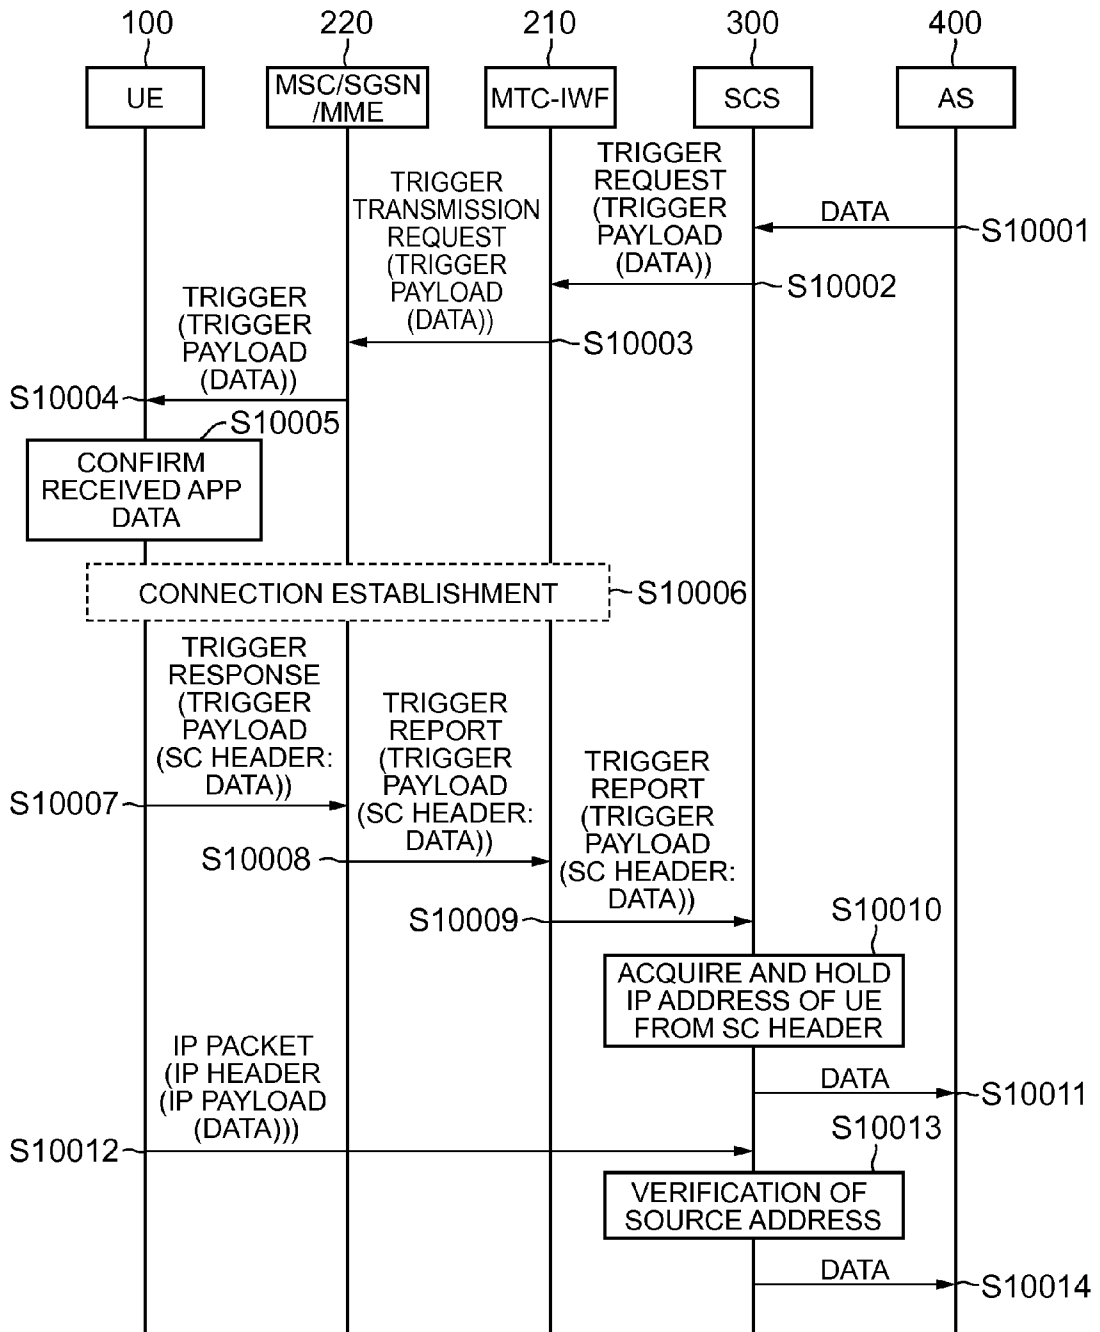 100
220
210
300
400
UE
MSC/SGSN
/MME
MTC-IWF
SCS
AS
DATA
S10001
TRIGGER
REQUEST
(TRIGGER
PAYLOAD
(DATA))
S10002
TRIGGER
TRANSMISSION
REQUEST
(TRIGGER
PAYLOAD
(DATA))
S10003
TRIGGER
(TRIGGER
PAYLOAD
(DATA))
S10004
S10005
CONFIRM
RECEIVED APP
DATA
CONNECTION ESTABLISHMENT
S10006
TRIGGER
RESPONSE
(TRIGGER
PAYLOAD
(SC HEADER:
DATA))
S10007
TRIGGER
REPORT
(TRIGGER
PAYLOAD
(SC HEADER:
DATA))
S10008
TRIGGER
REPORT
(TRIGGER
PAYLOAD
(SC HEADER:
DATA))
S10009
S10010
ACQUIRE AND HOLD
IP ADDRESS OF UE
FROM SC HEADER
DATA
S10011
IP PACKET
(IP HEADER
(IP PAYLOAD
(DATA)))
S10012
S10013
VERIFICATION OF
SOURCE ADDRESS
DATA
S10014